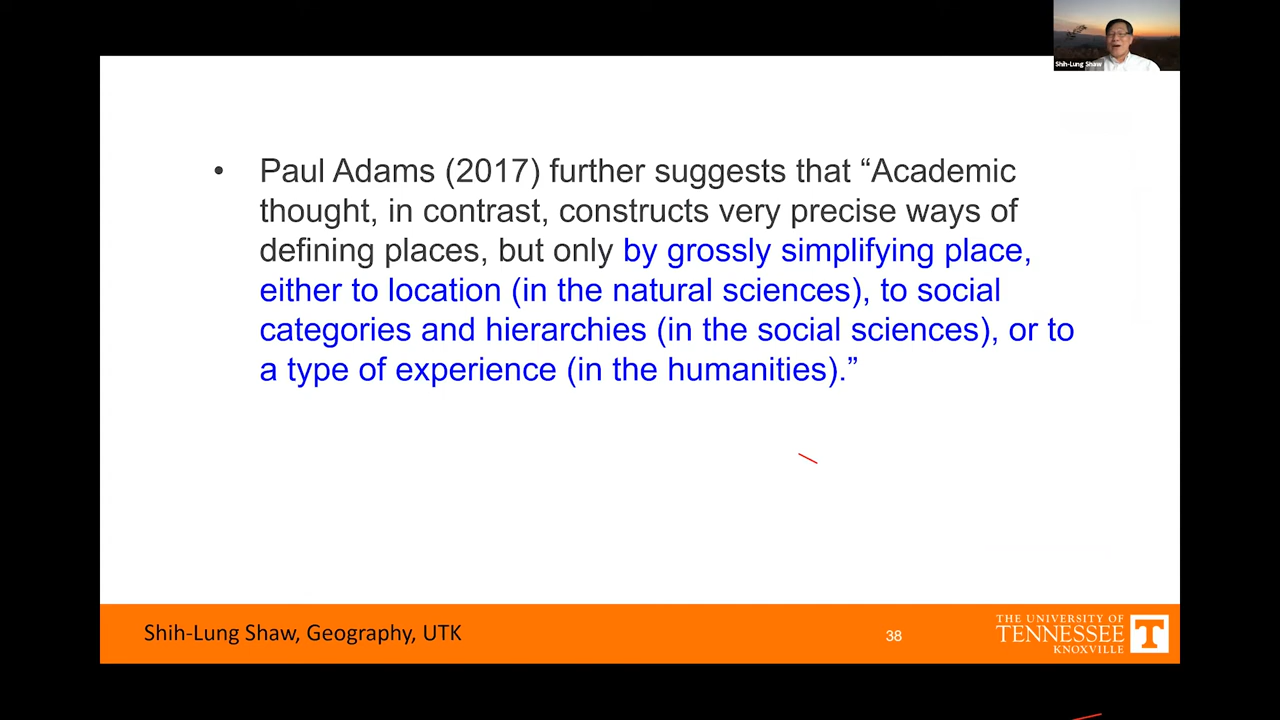 Shih-Lung Shaw
• Paul Adams (2017) further suggests that “Academic
thought, in contrast, constructs very precise ways of
defining places, but only by grossly simplifying place,
either to location (in the natural sciences), to social
categories and hierarchies (in the social sciences), or to
a type of experience (in the humanities).”
Shih-Lung Shaw, Geography, UTK
38
THE UNIVERSITY OF
TENNESSEE
KNOXVILLE
T